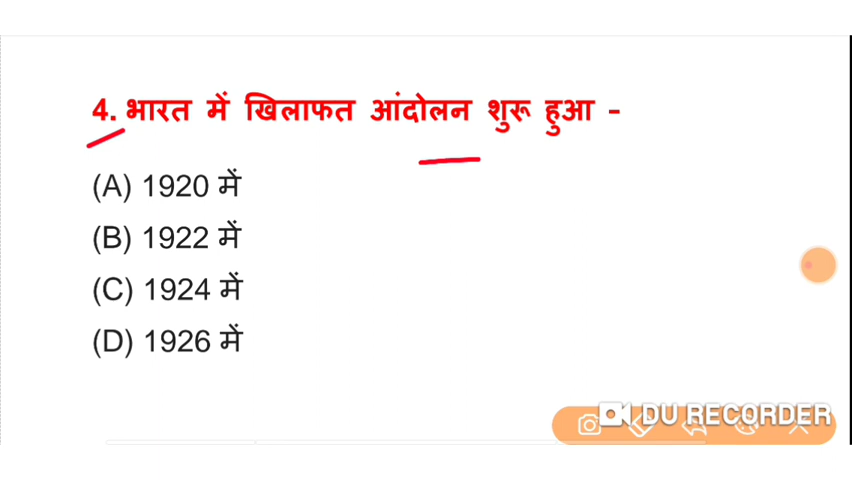 4. भारत में खिलाफत आंदोलन शुरू हुआ -
(A) 1920 में
(B) 1922 में
(C) 1924 में
(D) 1926 में
DU RECORDER